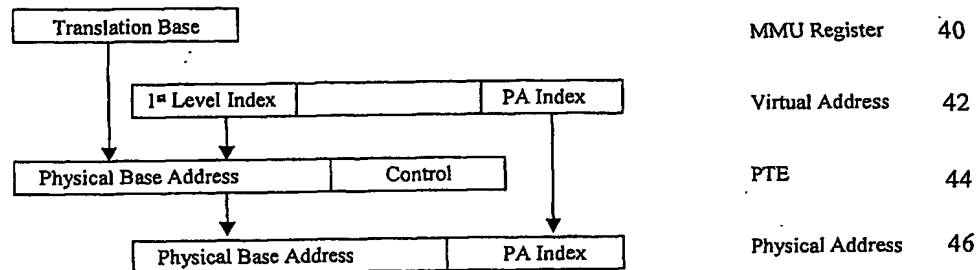 Translation Base MMU Register 40
1st Level Index PA Index Virtual Address 42
Physical Base Address Control PTE 44
Physical Base Address PA Index Physical Address 46